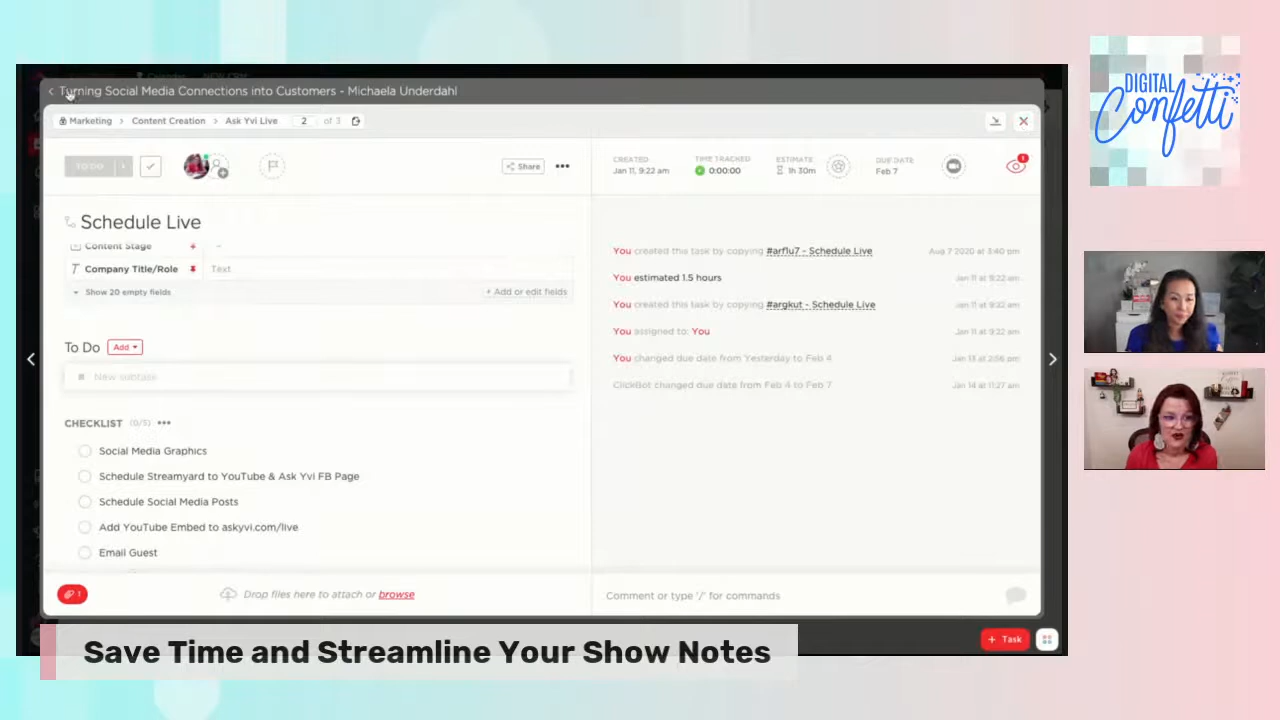 Calendar NEW CRM
Turning Social Media Connections into Customers - Michaela Underdahl
Marketing > Content Creation > Ask Yvi Live 2 of 3
TO DO
Share
CREATED
Jan 11, 9:22 am
TIME TRACKED
0:00:00
ESTIMATE
1h 30m
DUE DATE
Feb 7
1
Schedule Live
Content Stage -
Company Title/Role Text
Show 20 empty fields + Add or edit fields
To Do Add
New subtask
CHECKLIST (0/5)
Social Media Graphics
Schedule Streamyard to YouTube & Ask Yvi FB Page
Schedule Social Media Posts
Add YouTube Embed to askyvi.com/live
Email Guest
1
Drop files here to attach or browse
You created this task by copying #arf1u7 - Schedule Live Aug 7 2020 at 3:40 pm
You estimated 1.5 hours Jan 11 at 9:22 am
You created this task by copying #argkut - Schedule Live Jan 11 at 9:22 am
You assigned to: You Jan 11 at 9:22 am
You changed due date from Yesterday to Feb 4 Jan 13 at 2:56 pm
ClickBot changed due date from Feb 4 to Feb 7 Jan 14 at 11:27 am
Comment or type '/' for commands
+ Task
Save Time and Streamline Your Show Notes
DIGITAL
Confetti